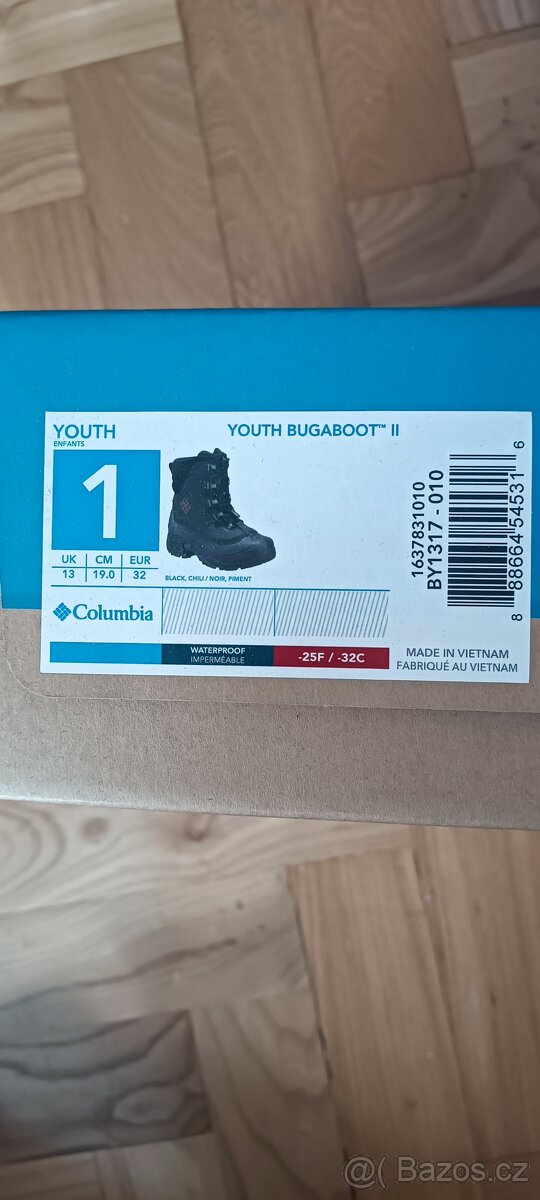 YOUTH
ENFANTS
YOUTH BUGABOOT™ II
1
UK CM EUR
13 19.0 32
BLACK, CHILI / NOIR, PIMENT
Columbia
WATERPROOF
IMPERMÉABLE
-25F / -32C
1637831010
BY1317 - 010
8 88664 54531 6
MADE IN VIETNAM
FABRIQUÉ AU VIETNAM
@( Bazos.cz